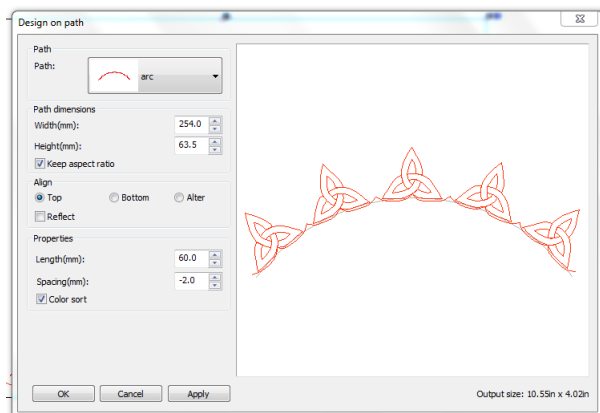 Design on path
Path
Path:
arc
Path dimensions
Width(mm):
254.0
Height(mm):
63.5
Keep aspect ratio
Align
Top
Bottom
Alter
Reflect
Properties
Length(mm):
60.0
Spacing(mm):
-2.0
Color sort
OK
Cancel
Apply
Output size: 10.55in x 4.02in